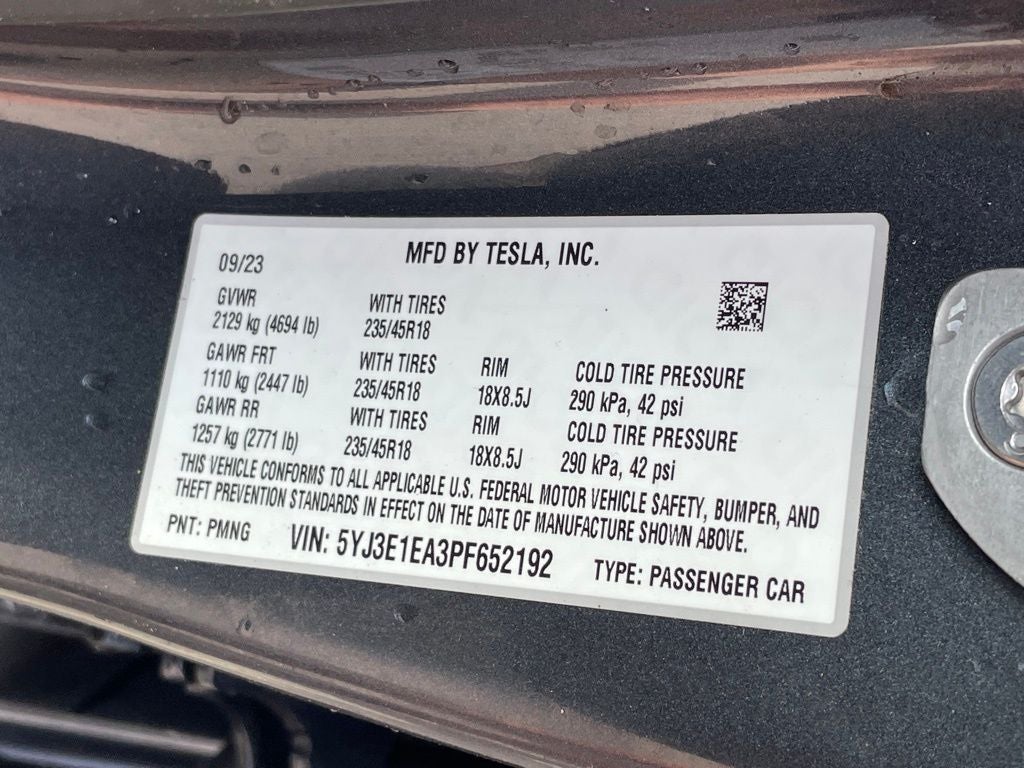 MFD BY TESLA, INC.
09/23
GVWR WITH TIRES
2129 kg (4694 lb) 235/45R18
GAWR FRT WITH TIRES RIM COLD TIRE PRESSURE
1110 kg (2447 lb) 235/45R18 18X8.5J 290 kPa, 42 psi
GAWR RR WITH TIRES RIM COLD TIRE PRESSURE
1257 kg (2771 lb) 235/45R18 18X8.5J 290 kPa, 42 psi
THIS VEHICLE CONFORMS TO ALL APPLICABLE U.S. FEDERAL MOTOR VEHICLE SAFETY, BUMPER, AND
THEFT PREVENTION STANDARDS IN EFFECT ON THE DATE OF MANUFACTURE SHOWN ABOVE.
PNT: PMNG VIN: 5YJ3E1EA3PF652192 TYPE: PASSENGER CAR